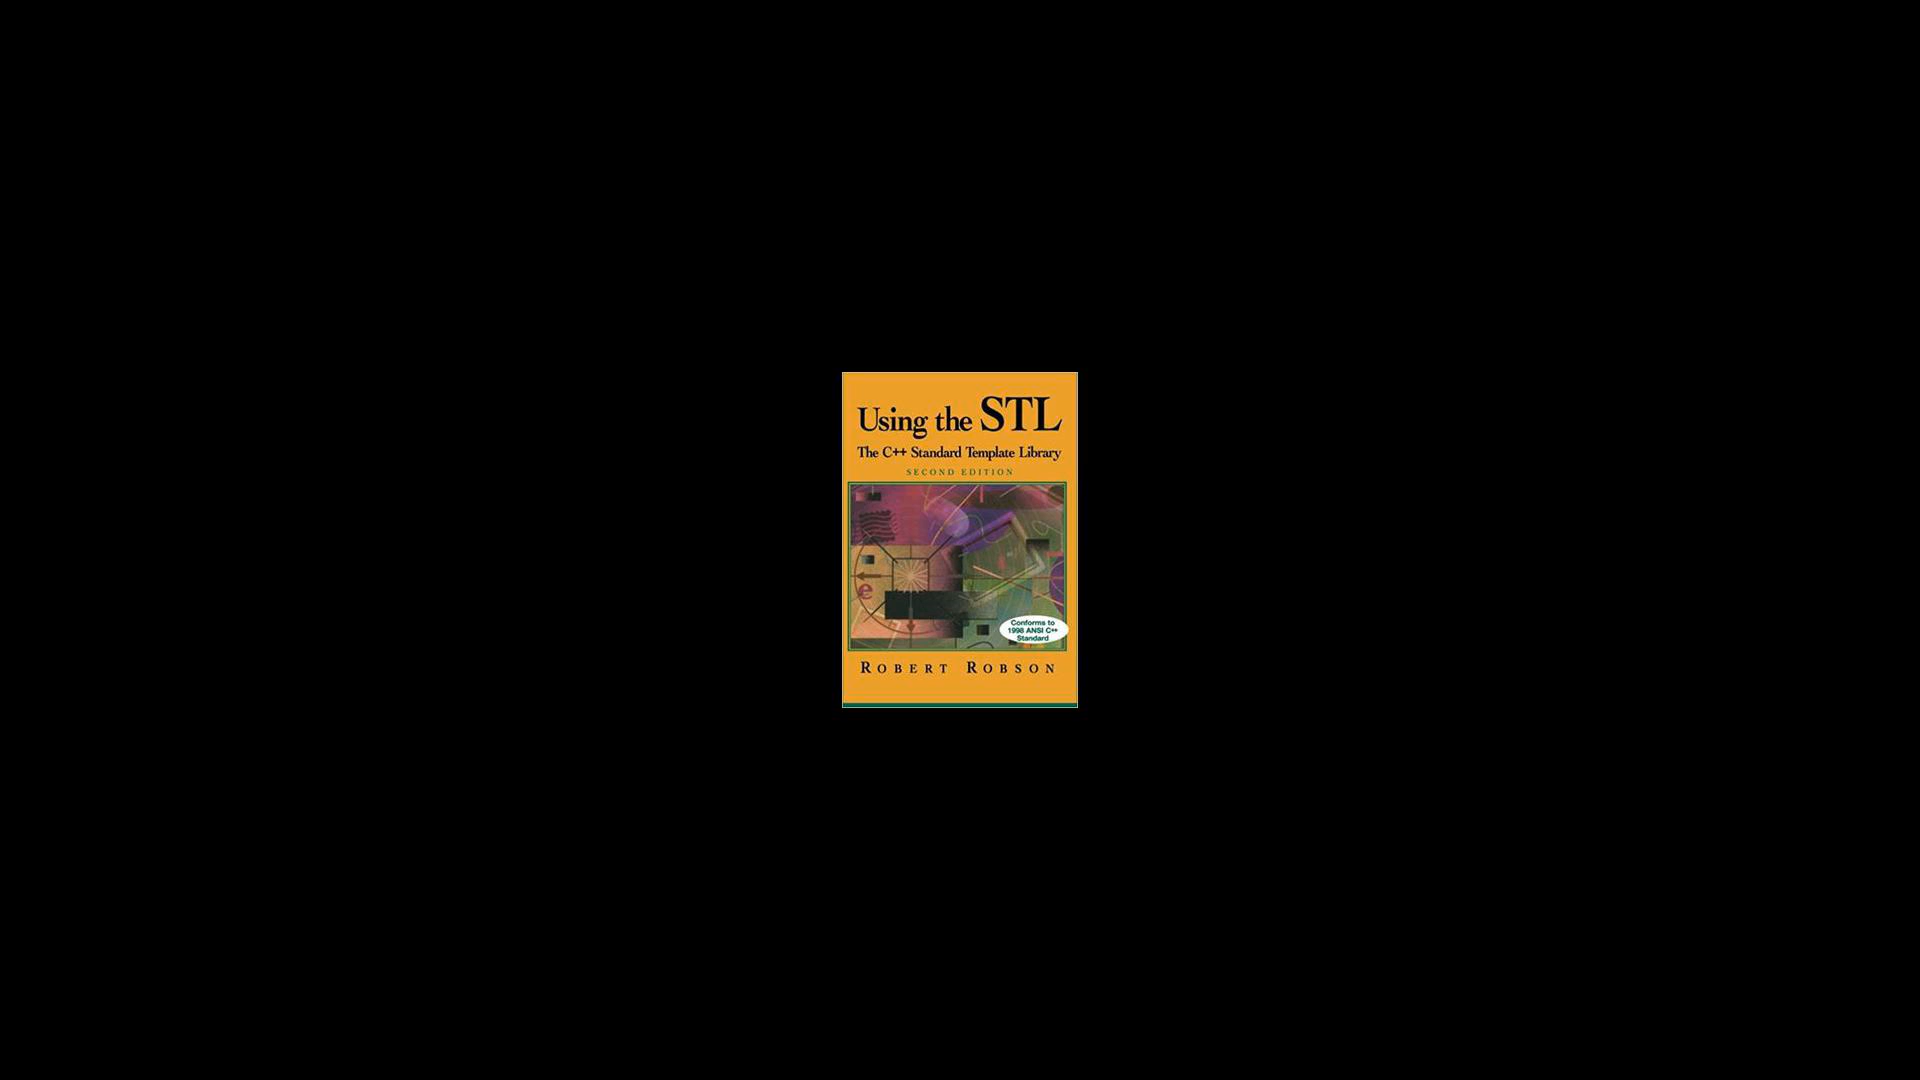 Using the STL
The C++ Standard Template Library
SECOND EDITION
e
Conforms to
1998 ANSI C++
Standard
ROBERT ROBSON